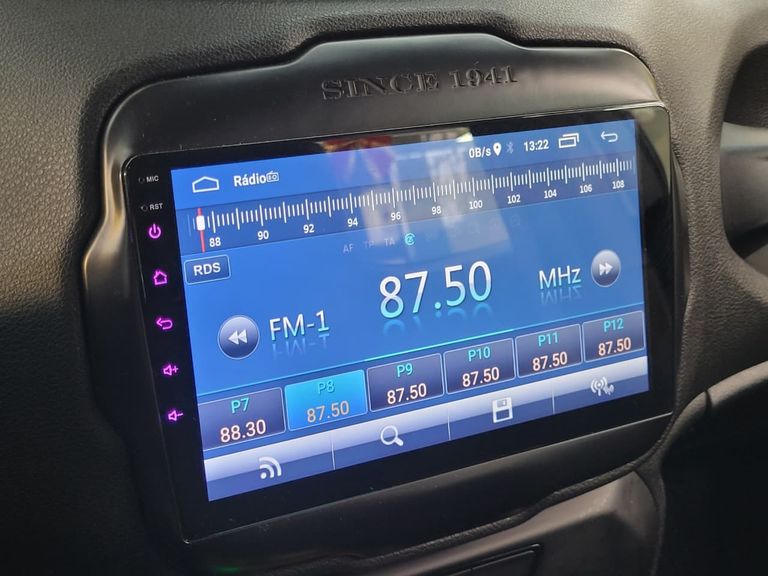 SINCE 1941
MIC
RST
Rádio
0B/s 13:22
88 90 92 94 96 98 100 102 104 106 108
AF TP TA
RDS
FM-1 87.50 MHz
P7 P8 P9 P10 P11 P12
88.30 87.50 87.50 87.50 87.50 87.50